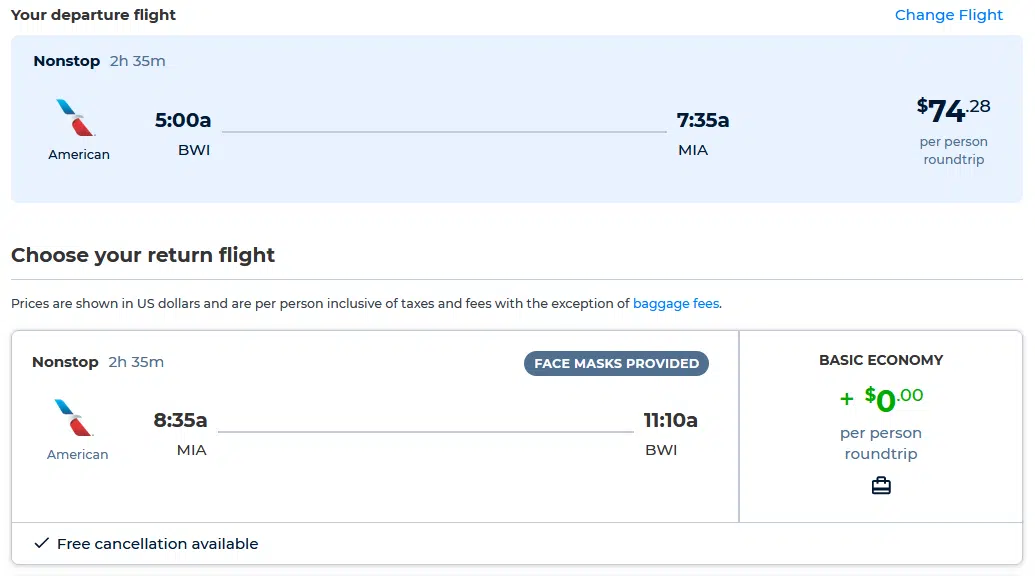 Your departure flight Change Flight
Nonstop 2h 35m
5:00a 7:35a $74.28
American BWI MIA per person
roundtrip
Choose your return flight
Prices are shown in US dollars and are per person inclusive of taxes and fees with the exception of baggage fees.
Nonstop 2h 35m FACE MASKS PROVIDED BASIC ECONOMY
8:35a 11:10a + $0.00
American MIA BWI per person
roundtrip
Free cancellation available